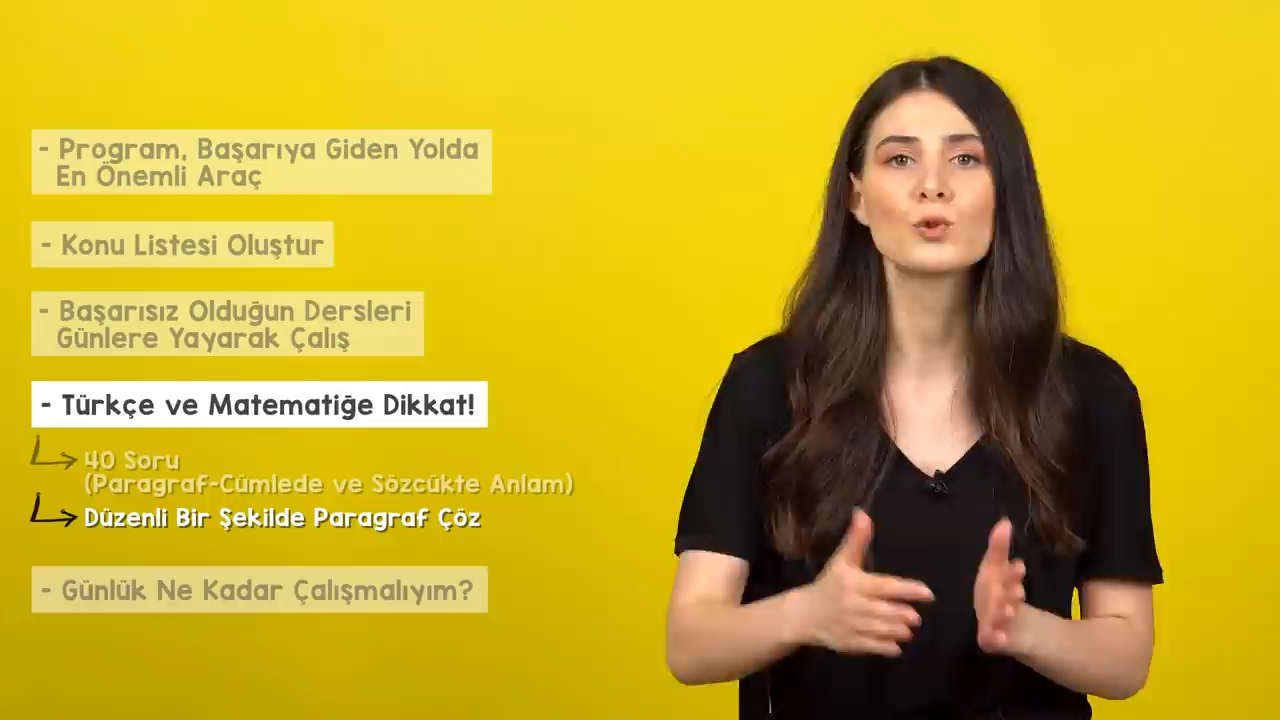 - Program, Başarıya Giden Yolda
En Önemli Araç
- Konu Listesi Oluştur
- Başarısız Olduğun Dersleri
Günlere Yayarak Çalış
- Türkçe ve Matematiğe Dikkat!
40 Soru
(Paragraf-Cümlede ve Sözcükte Anlam)
Düzenli Bir Şekilde Paragraf Çöz
- Günlük Ne Kadar Çalışmalıyım?